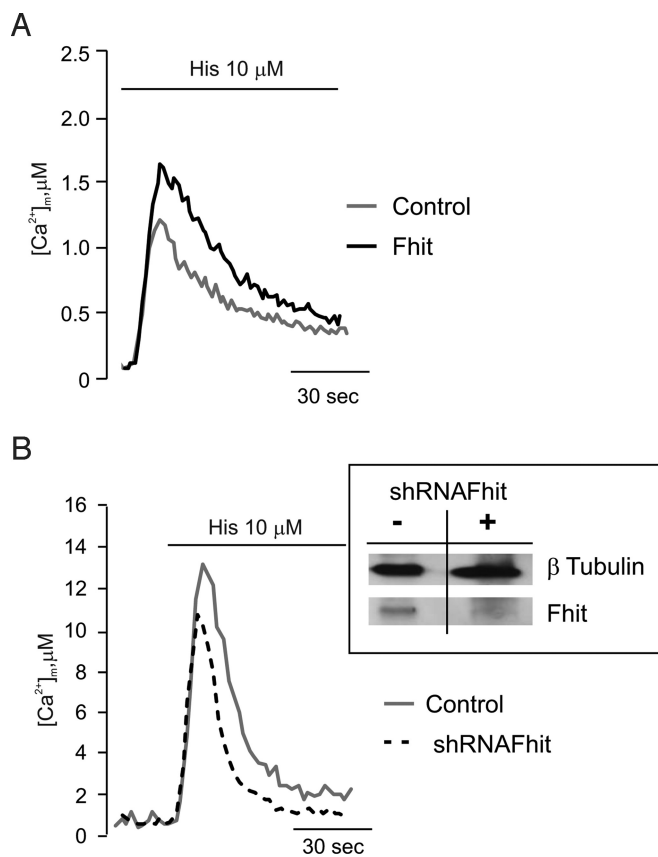 A
2.5
His 10 μM
2.0
1.5
1.0
0.5
0
[Ca²⁺]m,μM
Control
Fhit
30 sec
B
16
14
12
10
8
6
4
2
0
[Ca²⁺]m,μM
His 10 μM
shRNAFhit
- +
β Tubulin
Fhit
Control
shRNAFhit
30 sec